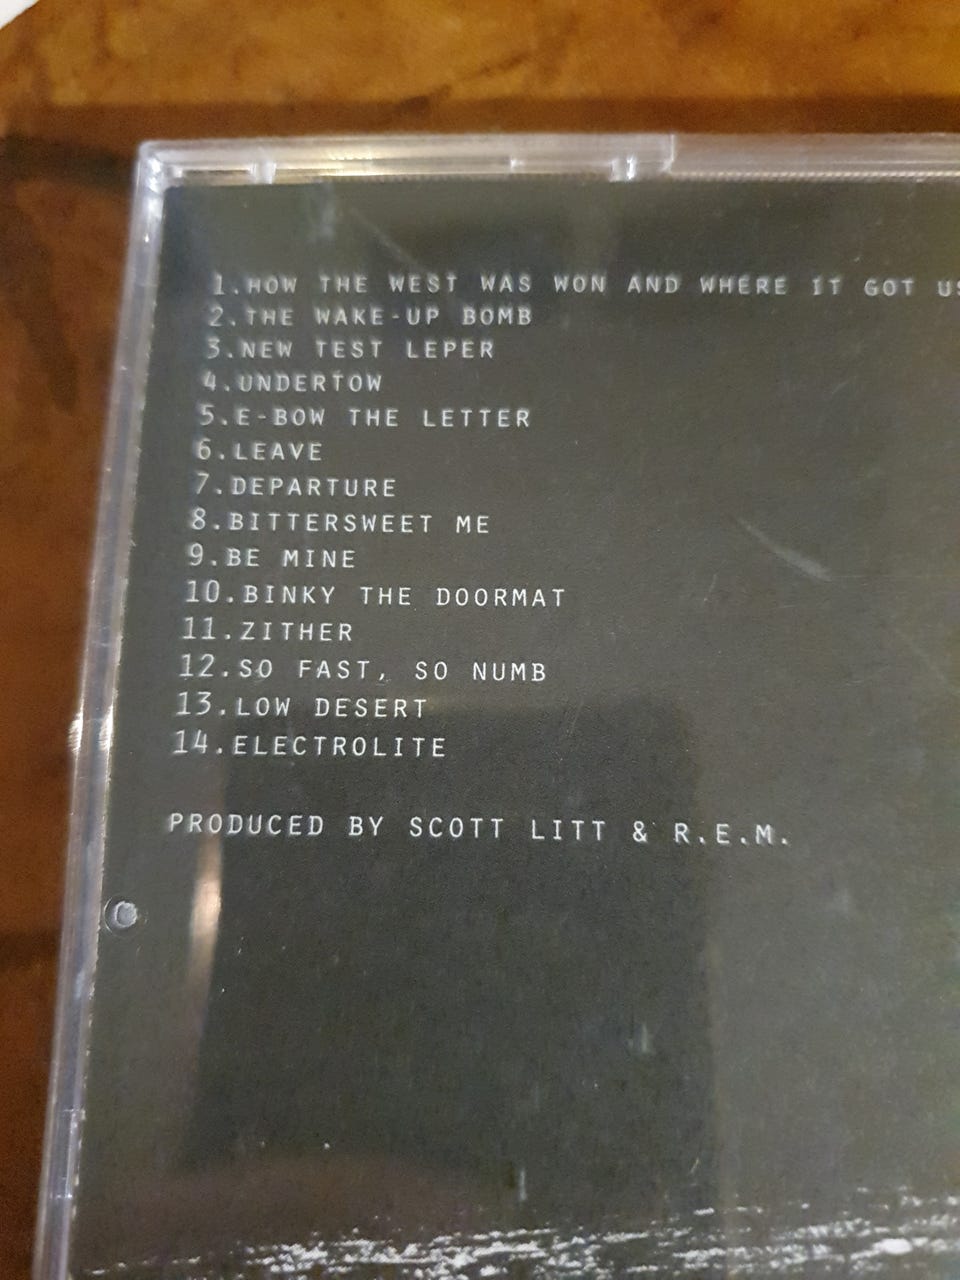 1.HOW THE WEST WAS WON AND WHERE IT GOT US
2.THE WAKE-UP BOMB
3.NEW TEST LEPER
4.UNDERTOW
5.E-BOW THE LETTER
6.LEAVE
7.DEPARTURE
8.BITTERSWEET ME
9.BE MINE
10.BINKY THE DOORMAT
11.ZITHER
12.SO FAST, SO NUMB
13.LOW DESERT
14.ELECTROLITE
PRODUCED BY SCOTT LITT & R.E.M.